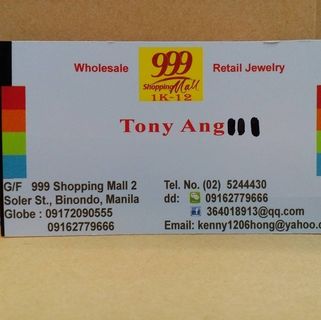 Wholesale 999 Retail Jewelry
Shopping Mall
1K-12
Tony Ang
G/F 999 Shopping Mall 2 Tel. No. (02) 5244430
Soler St., Binondo, Manila dd: 09162779666
Globe : 09172090555 364018913@qq.com
09162779666 Email: kenny1206hong@yahoo.c